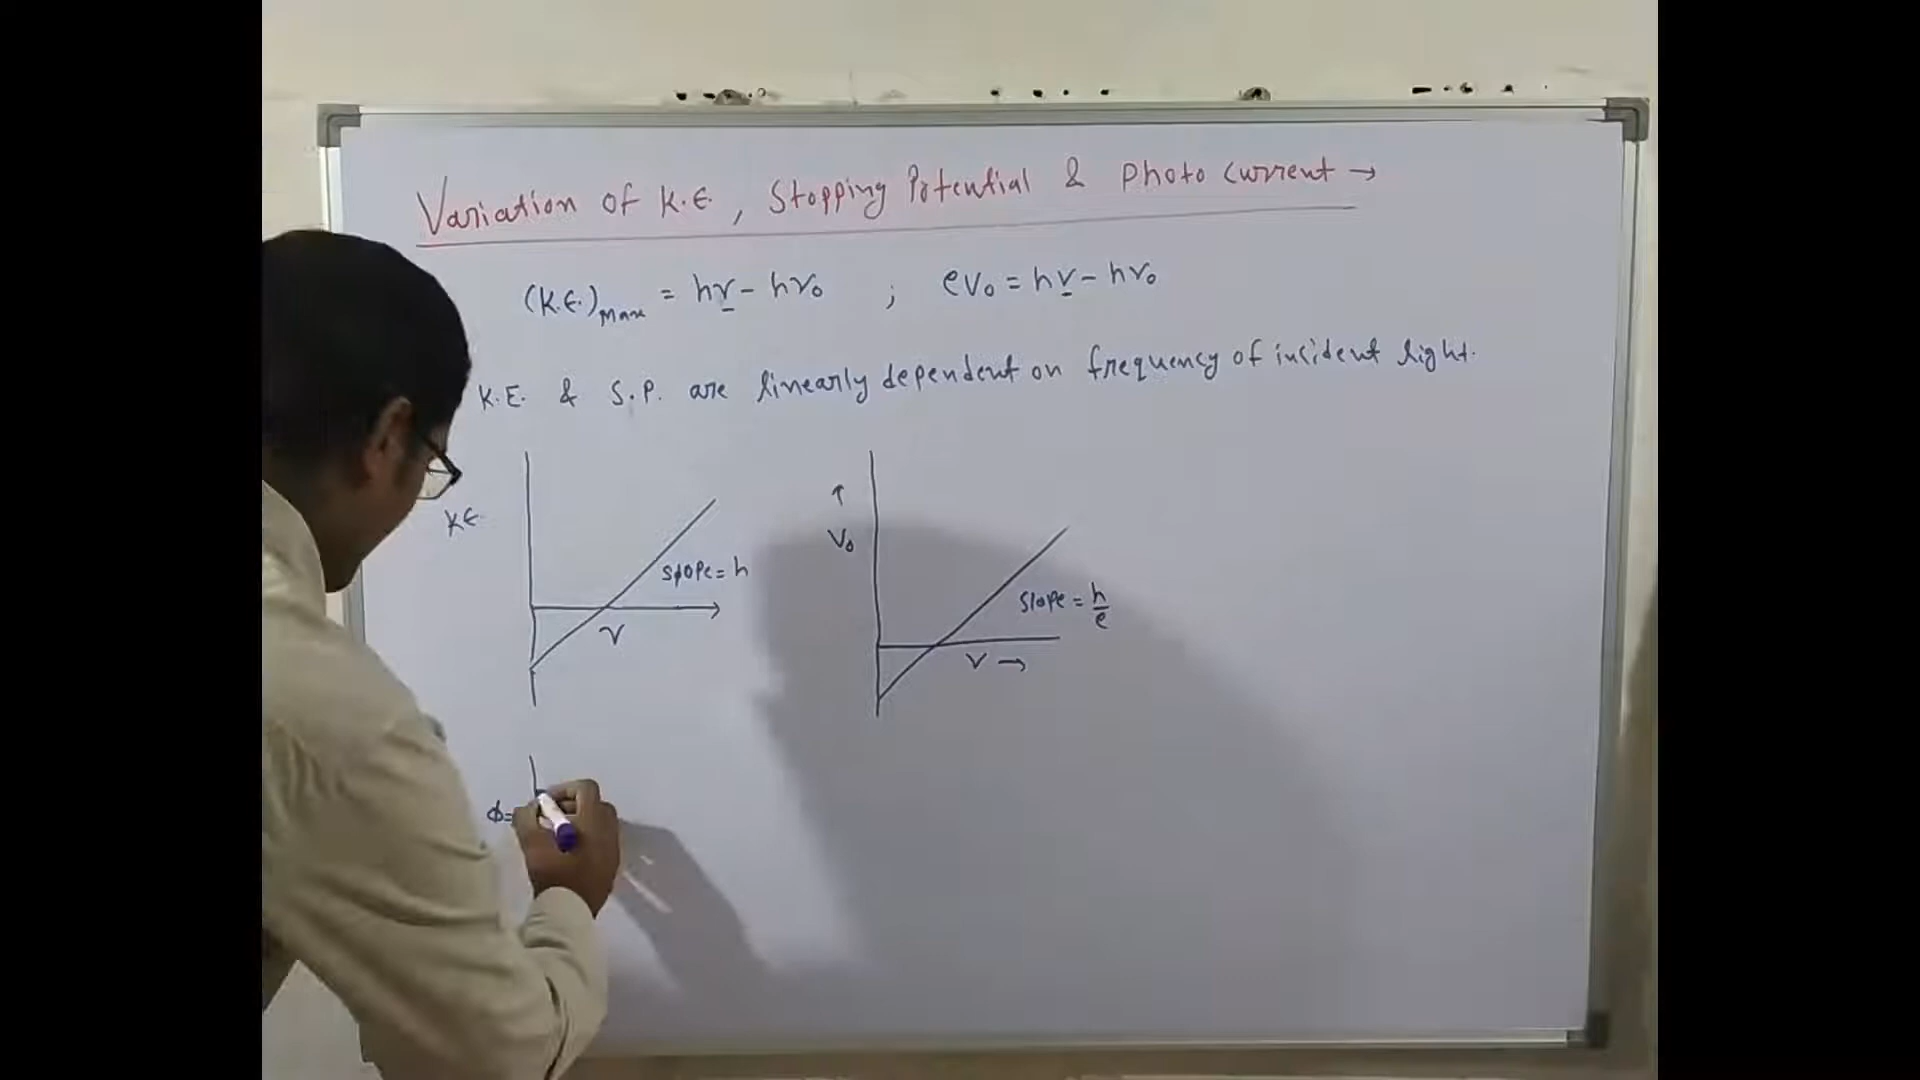 Variation of K.E., Stopping Potential & Photo Current →
(K.E.)max = hν - hν₀ ; eV₀ = hν - hν₀
K.E. & S.P. are linearly dependent on frequency of incident light.
KE
slope = h
ν
↑
V₀
slope = h/e
ν →
ϕ=